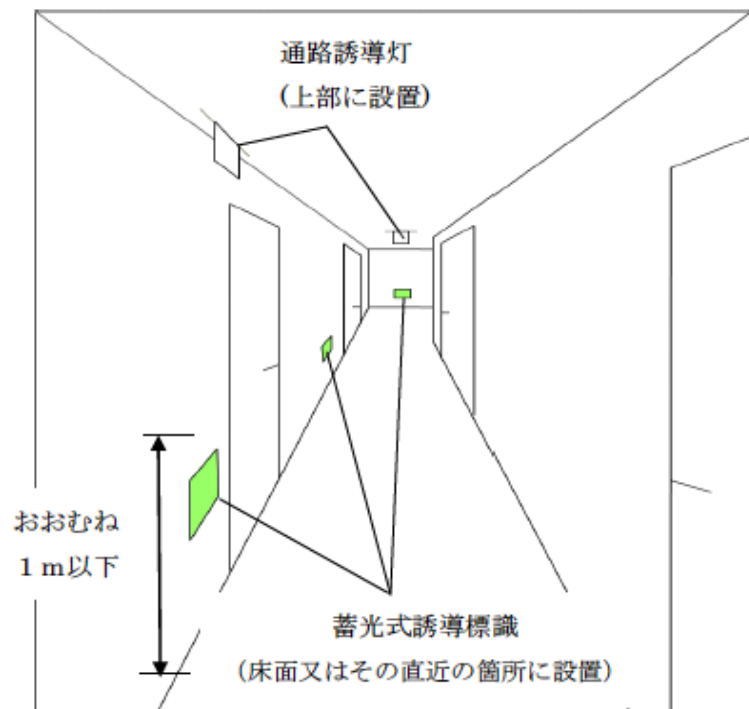 通路誘導灯
(上部に設置)
おおむね
1m以下
蓄光式誘導標識
(床面又はその直近の箇所に設置)